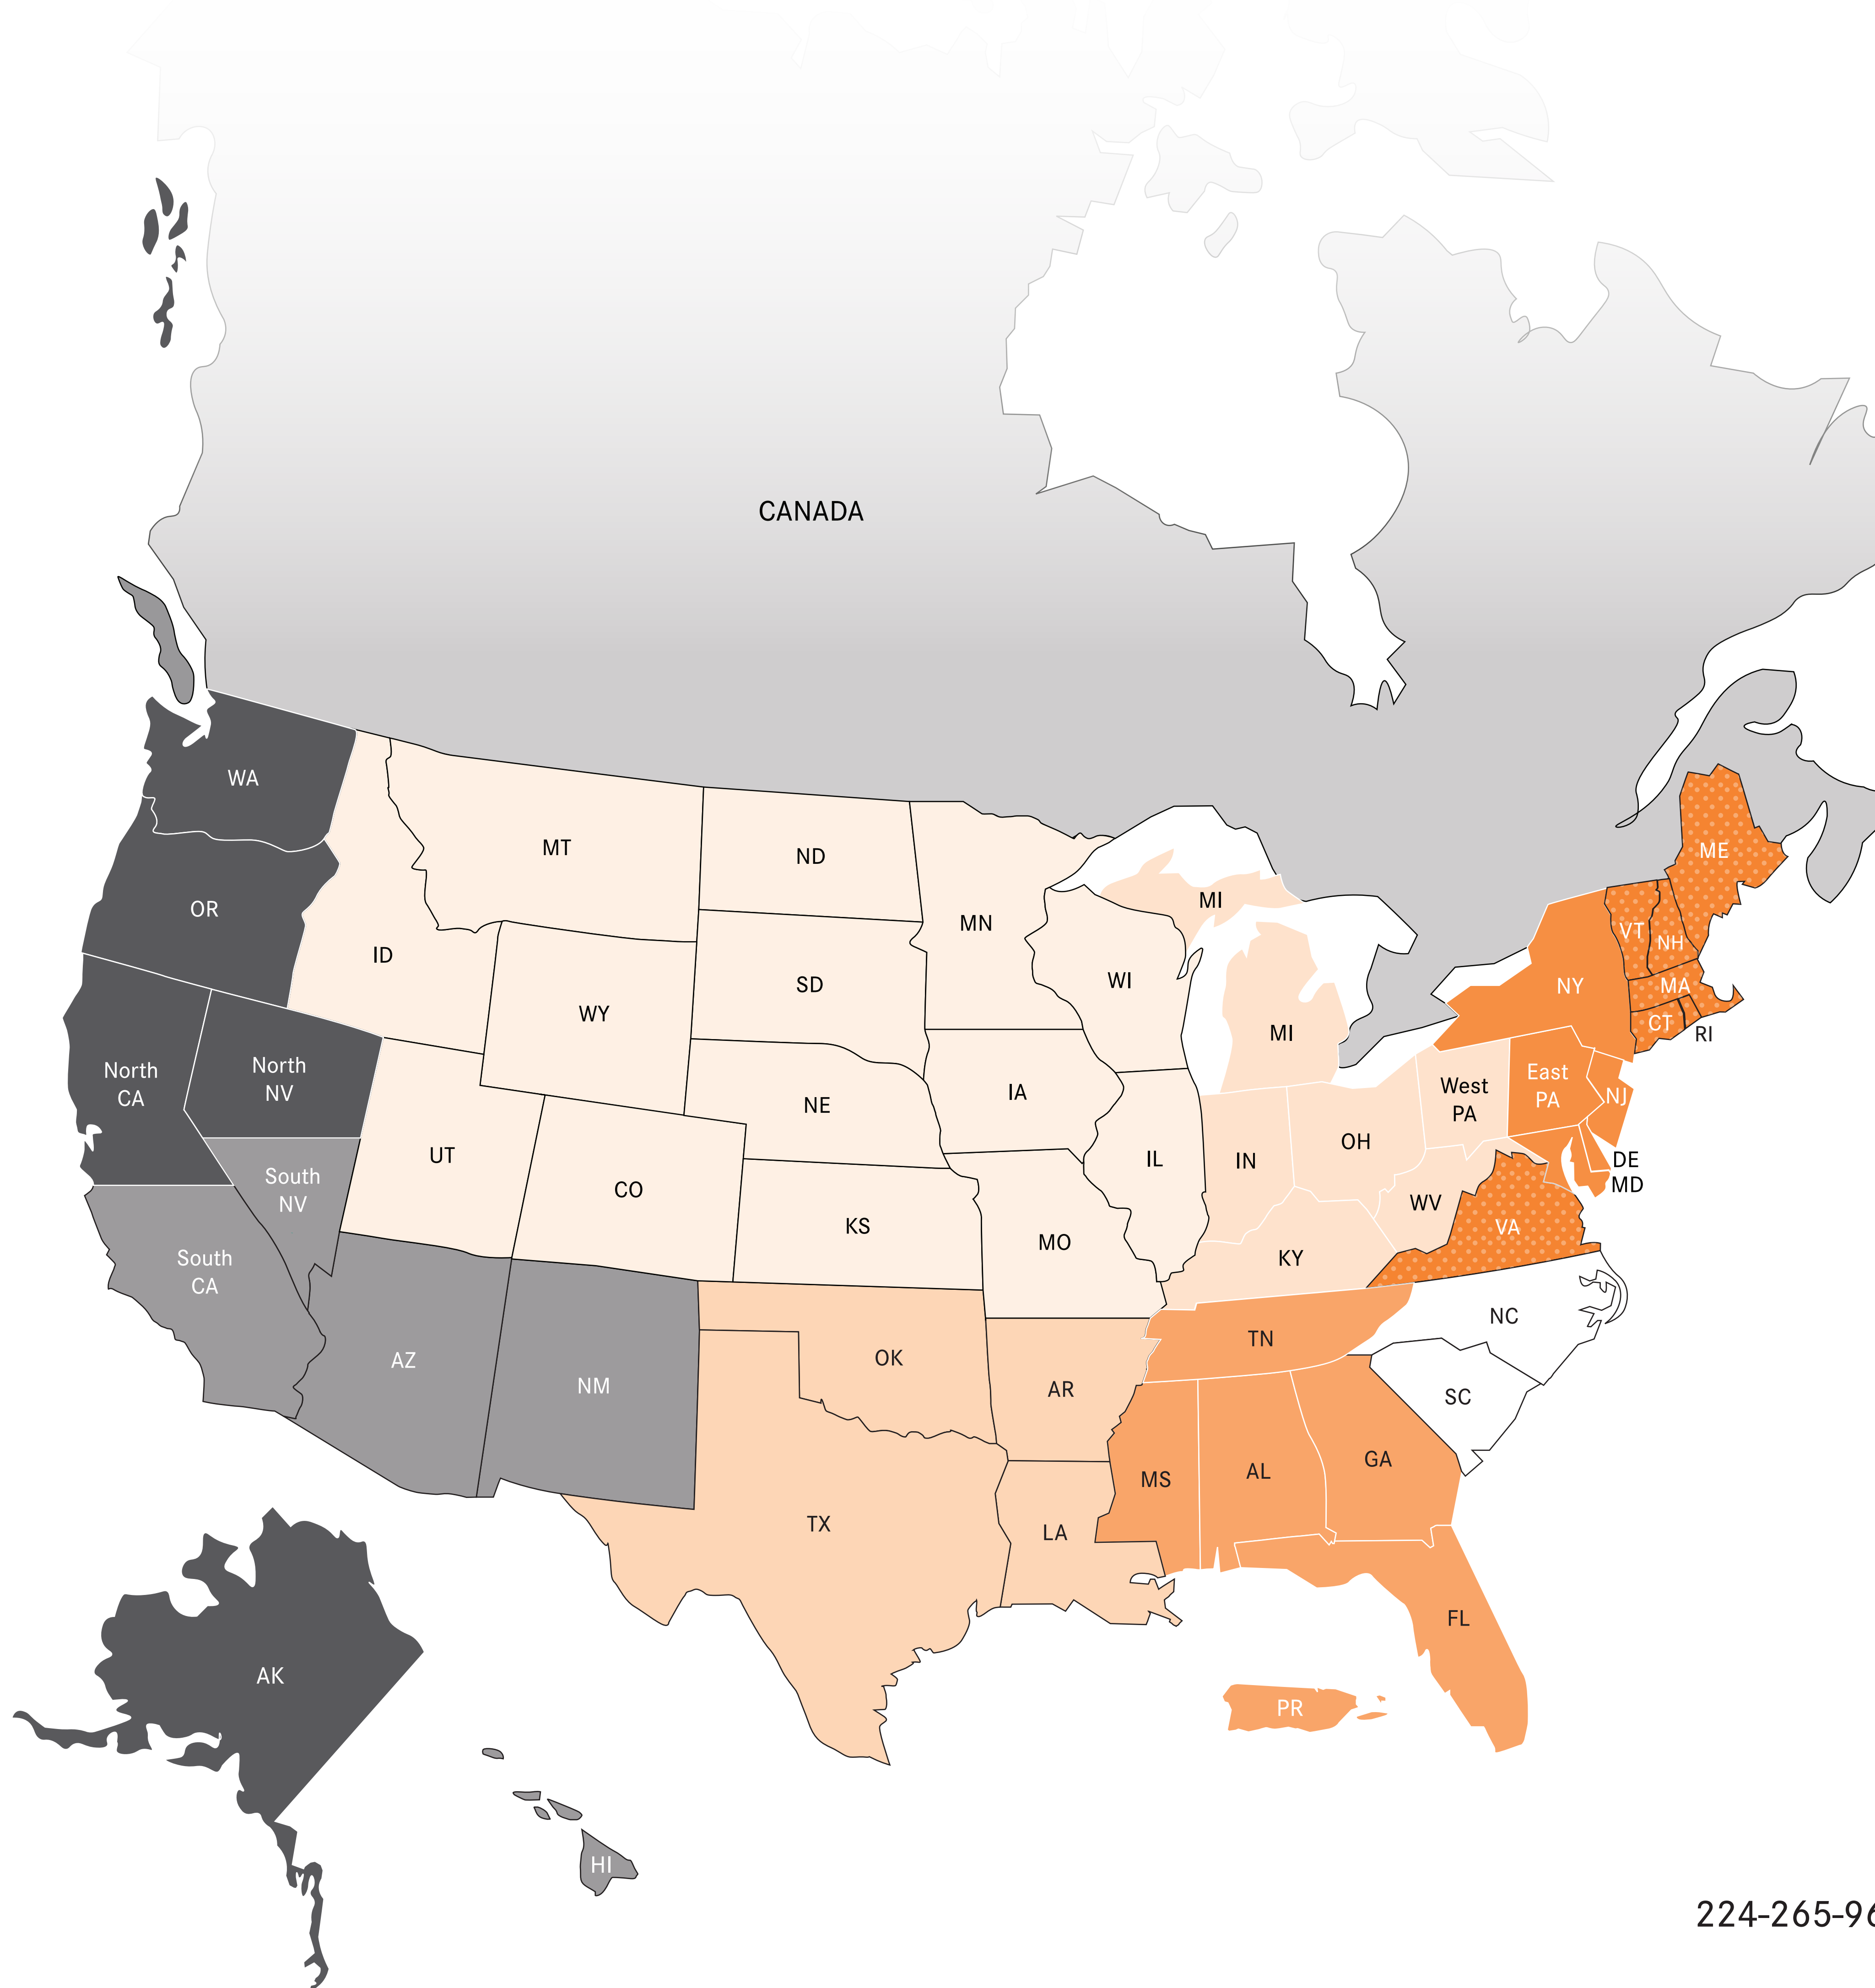 CANADA
WA
MT
ND
ME
OR
MN
MI
VT
NH
ID
SD
WI
NY
MA
WY
MI
CT
RI
North
NV
North
CA
NE
IA
West
PA
East
PA
NJ
UT
OH
South
NV
CO
IL
IN
DE
MD
KS
WV
VA
MO
South
CA
KY
NC
TN
AZ
NM
OK
AR
SC
MS
AL
GA
TX
LA
FL
AK
PR
HI
224-265-96